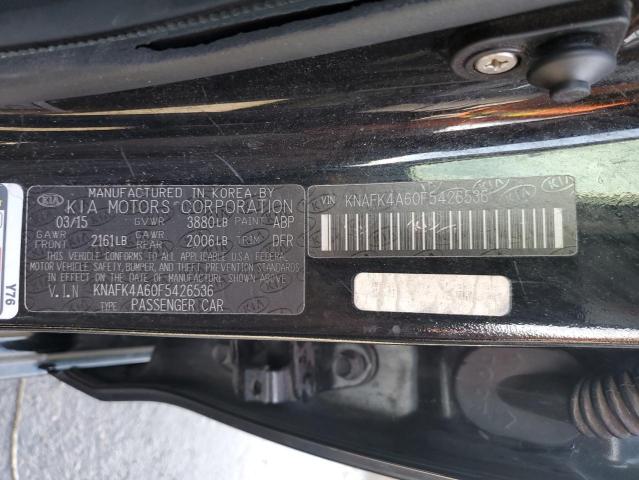 MANUFACTURED IN KOREA BY
KIA KIA MOTORS CORPORATION
03/15 GVWR 3880LB PAINT ABP
GAWR FRONT 2161LB GAWR REAR 2006LB TRIM DFR
THIS VEHICLE CONFORMS TO ALL APPLICABLE U.S. FEDERAL
MOTOR VEHICLE SAFETY, BUMPER, AND THEFT PREVENTION STANDARDS
IN EFFECT ON THE DATE OF MANUFACTURE SHOWN ABOVE.
V.I.N KNAFK4A60F5426536
TYPE PASSENGER CAR
VIN KNAFK4A60F5426536
Y76